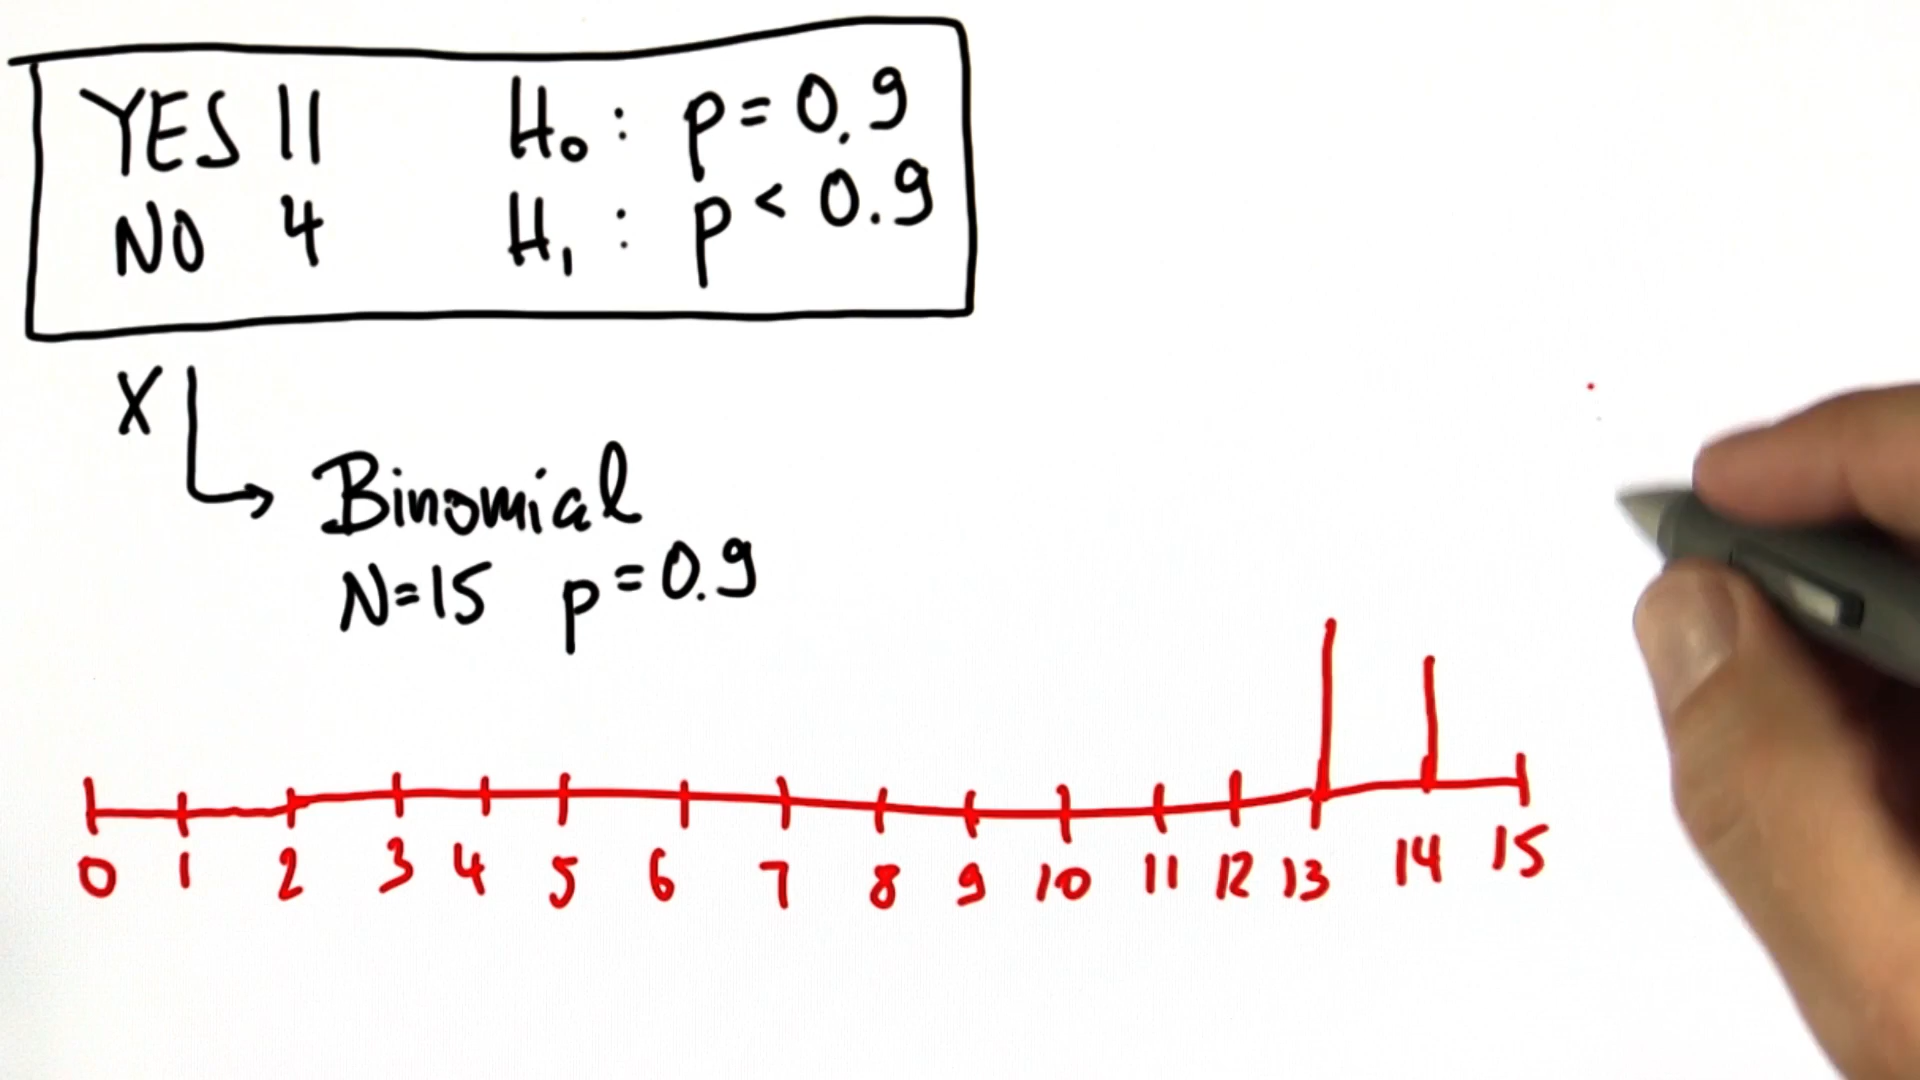 YES 11 H₀ : p = 0.9
NO 4 H₁ : p < 0.9
X
Binomial
N=15 p=0.9
0 1 2 3 4 5 6 7 8 9 10 11 12 13 14 15